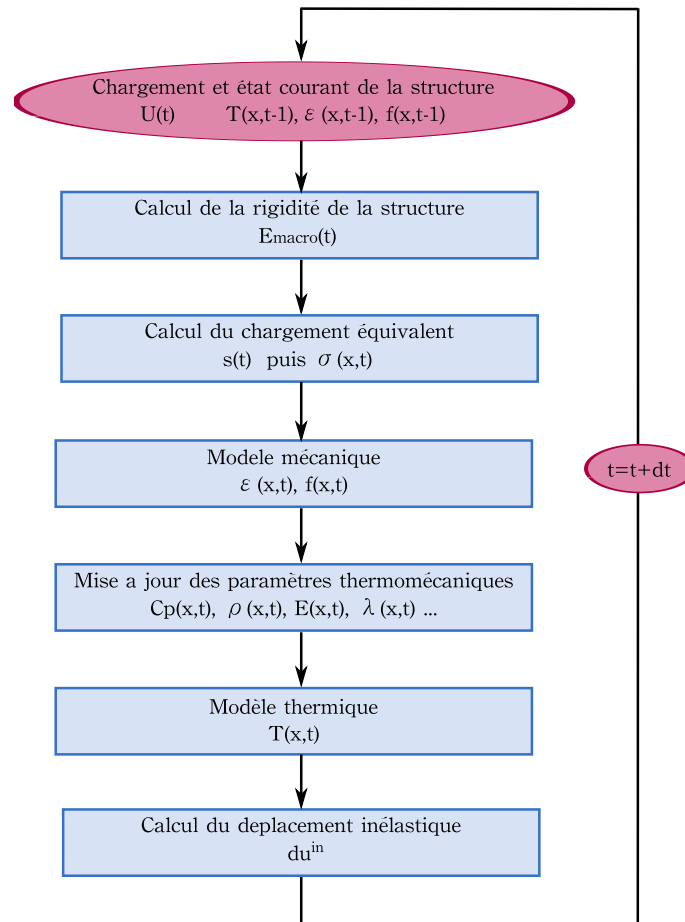 Chargement et état courant de la structure
U(t) T(x,t-1), ε (x,t-1), f(x,t-1)
Calcul de la rigidité de la structure
Emacro(t)
Calcul du chargement équivalent
s(t) puis σ (x,t)
Modele mécanique
ε (x,t), f(x,t)
t=t+dt
Mise a jour des paramètres thermomécaniques
Cp(x,t), ρ (x,t), E(x,t), λ (x,t) ...
Modèle thermique
T(x,t)
Calcul du deplacement inélastique
du^in